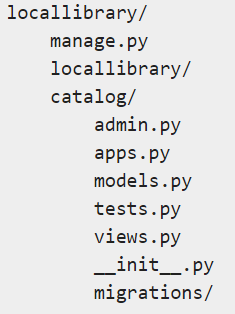 locallibrary/
    manage.py
    locallibrary/
    catalog/
        admin.py
        apps.py
        models.py
        tests.py
        views.py
        __init__.py
        migrations/